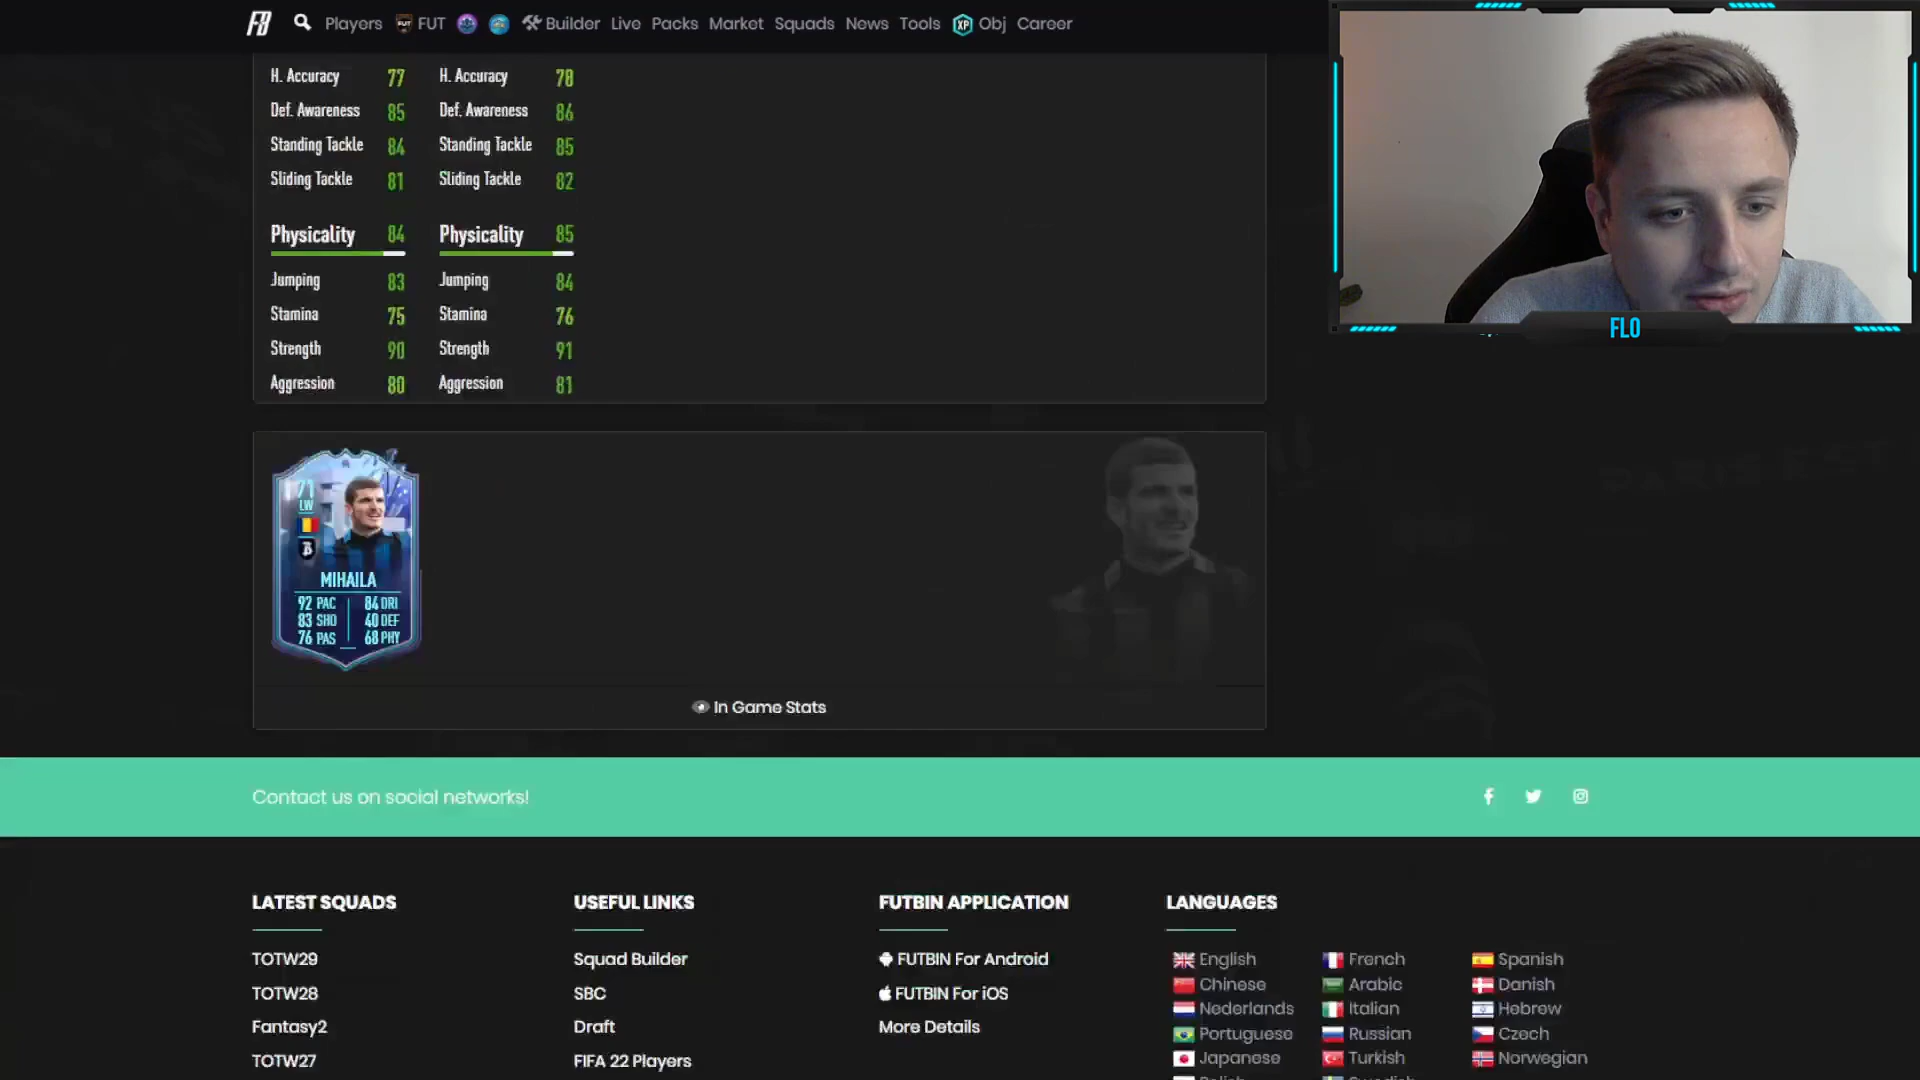 Players FUT Builder Live Packs Market Squads News Tools XP Obj Career
H. Accuracy 77 H. Accuracy 78
Def. Awareness 85 Def. Awareness 86
Standing Tackle 84 Standing Tackle 85
Sliding Tackle 81 Sliding Tackle 82
Physicality 84 Physicality 85
Jumping 83 Jumping 84
Stamina 75 Stamina 76
Strength 90 Strength 91
Aggression 80 Aggression 81
FLO
71
LW
MIHAILA
92 PAC 84 DRI
83 SHO 40 DEF
76 PAS 68 PHY
In Game Stats
Contact us on social networks!
LATEST SQUADS USEFUL LINKS FUTBIN APPLICATION LANGUAGES
TOTW29 Squad Builder FUTBIN For Android English French Spanish
Chinese Arabic Danish
TOTW28 SBC FUTBIN For iOS
Nederlands Italian Hebrew
Fantasy2 Draft More Details
Portuguese Russian Czech
TOTW27 FIFA 22 Players Japanese Turkish Norwegian